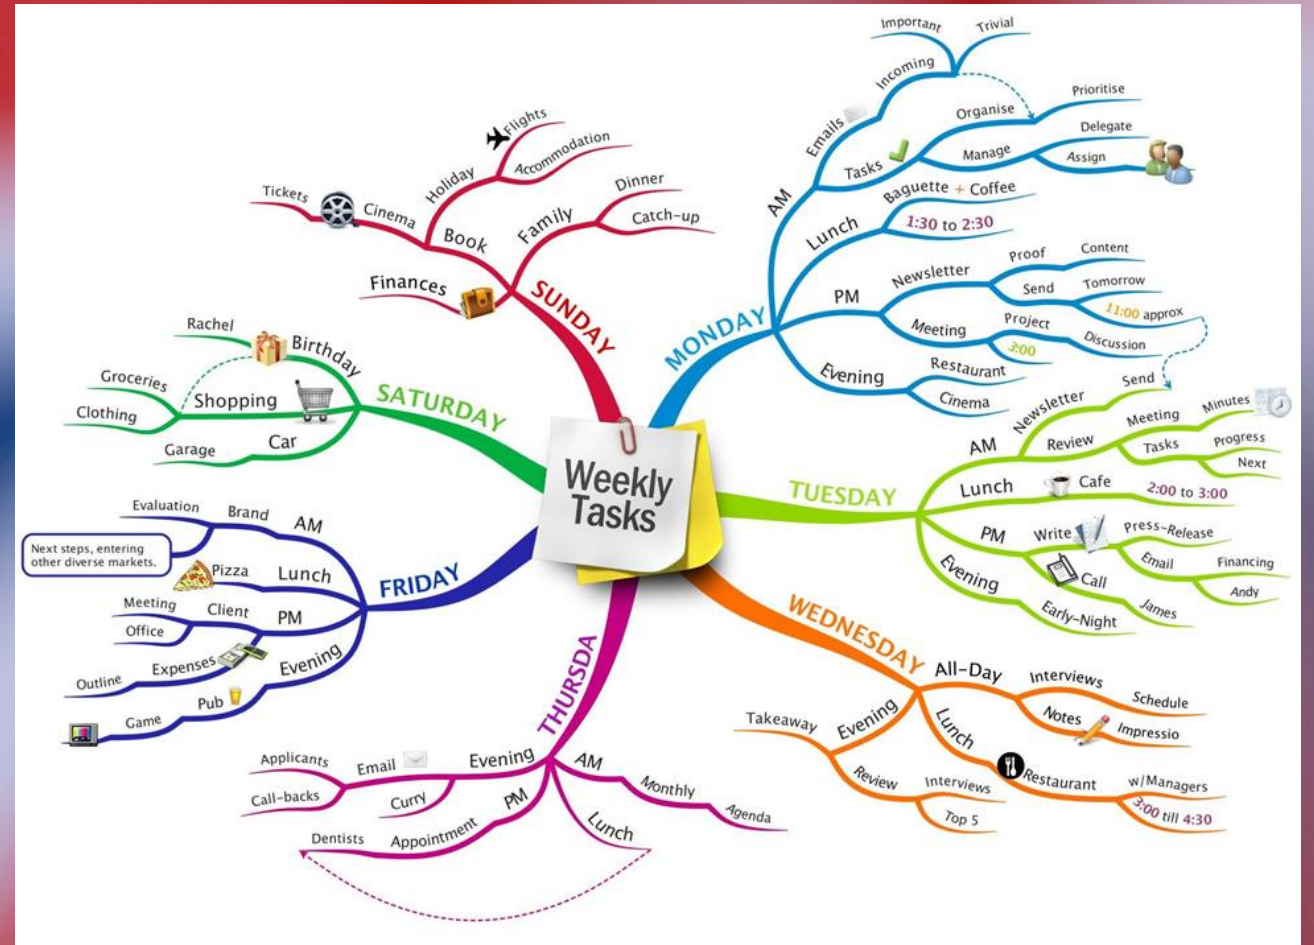 Weekly
Tasks
MONDAY
AM
Emails
Incoming
Important
Trivial
Tasks
Organise
Prioritise
Manage
Delegate
Assign
Lunch
Baguette + Coffee
1:30 to 2:30
PM
Newsletter
Proof
Content
Send
Tomorrow
11:00 approx
Meeting
Project
Discussion
3:00
Evening
Restaurant
Cinema
TUESDAY
AM
Newsletter
Send
Review
Meeting
Minutes
Tasks
Progress
Next
Lunch
Cafe
2:00 to 3:00
PM
Write
Press-Release
Email
Financing
Andy
Call
James
Evening
Early-Night
WEDNESDAY
All-Day
Interviews
Schedule
Notes
Impressio
Lunch
Restaurant
w/Managers
3:00 till 4:30
Evening
Takeaway
Review
Interviews
Top 5
THURSDA
AM
Monthly
Agenda
Lunch
PM
Appointment
Dentists
Evening
Email
Applicants
Call-backs
Curry
FRIDAY
AM
Brand
Evaluation
Next steps, entering
other diverse markets.
Lunch
Pizza
PM
Client
Meeting
Office
Expenses
Outline
Evening
Pub
Game
SATURDAY
Birthday
Rachel
Shopping
Groceries
Clothing
Car
Garage
SUNDAY
Finances
Book
Cinema
Tickets
Holiday
Flights
Accommodation
Family
Dinner
Catch-up